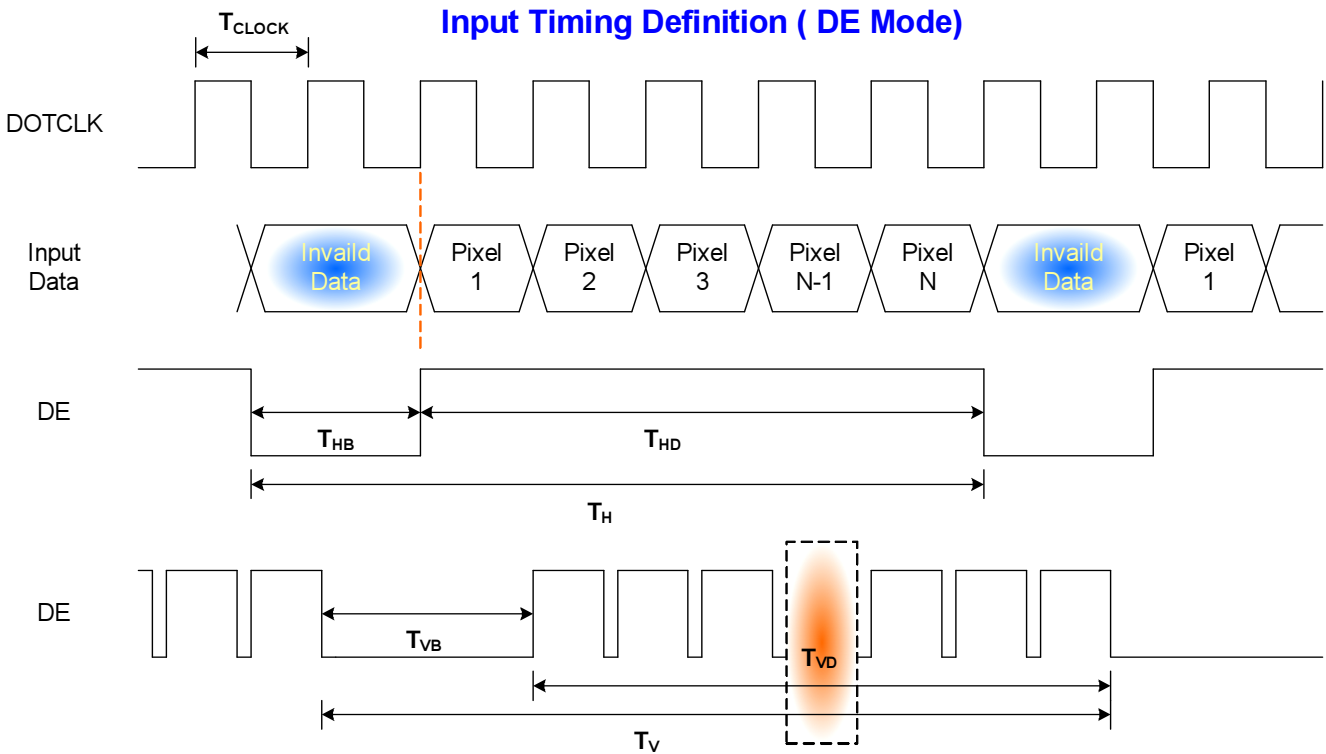 Input Timing Definition ( DE Mode)
TCLOCK
DOTCLK
Input
Data
Invaild
Data
Pixel
1
Pixel
2
Pixel
3
Pixel
N-1
Pixel
N
Invaild
Data
Pixel
1
DE
THB
THD
TH
DE
TVB
TVD
TV